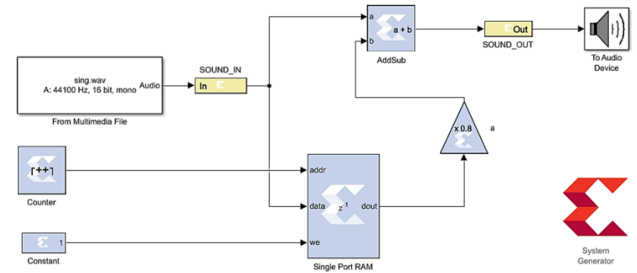 a
b
a + b
AddSub
Out
SOUND_OUT
To Audio
Device
sing.wav
A: 44100 Hz, 16 bit, mono
Audio
From Multimedia File
SOUND_IN
In
x 0.8
a
++
Counter
addr
data
we
z-1
dout
Single Port RAM
1
Constant
System
Generator